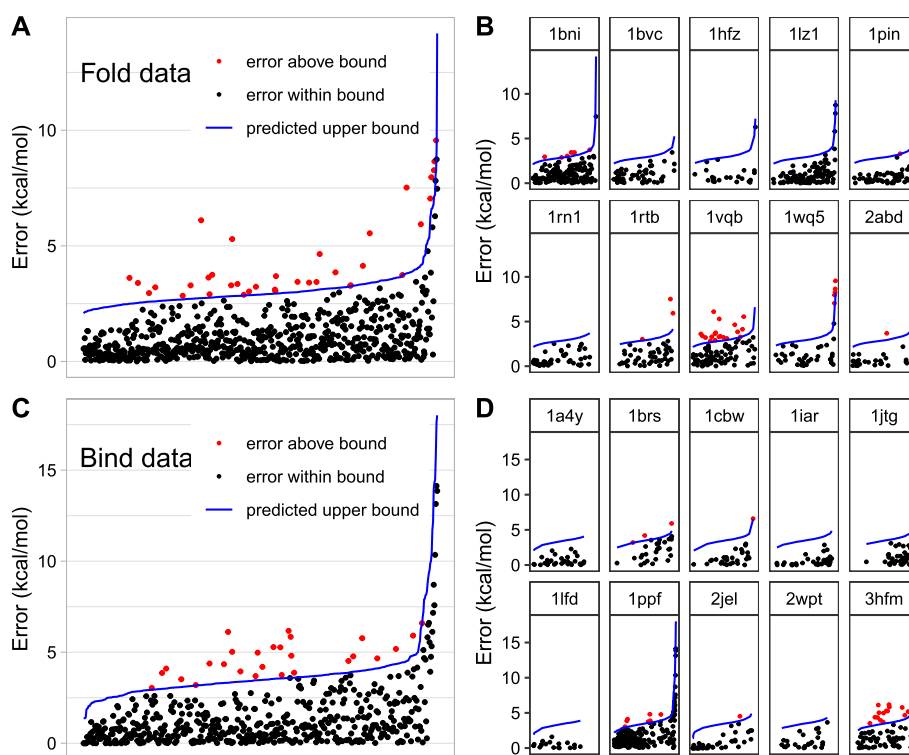 A
Fold data
error above bound
error within bound
predicted upper bound
Error (kcal/mol)
10
5
0
B
1bni 1bvc 1hfz 1lz1 1pin
Error (kcal/mol)
10
5
0
1rn1 1rtb 1vqb 1wq5 2abd
10
5
0
C
Bind data
error above bound
error within bound
predicted upper bound
Error (kcal/mol)
15
10
5
0
D
1a4y 1brs 1cbw 1iar 1jtg
Error (kcal/mol)
15
10
5
0
1lfd 1ppf 2jel 2wpt 3hfm
15
10
5
0